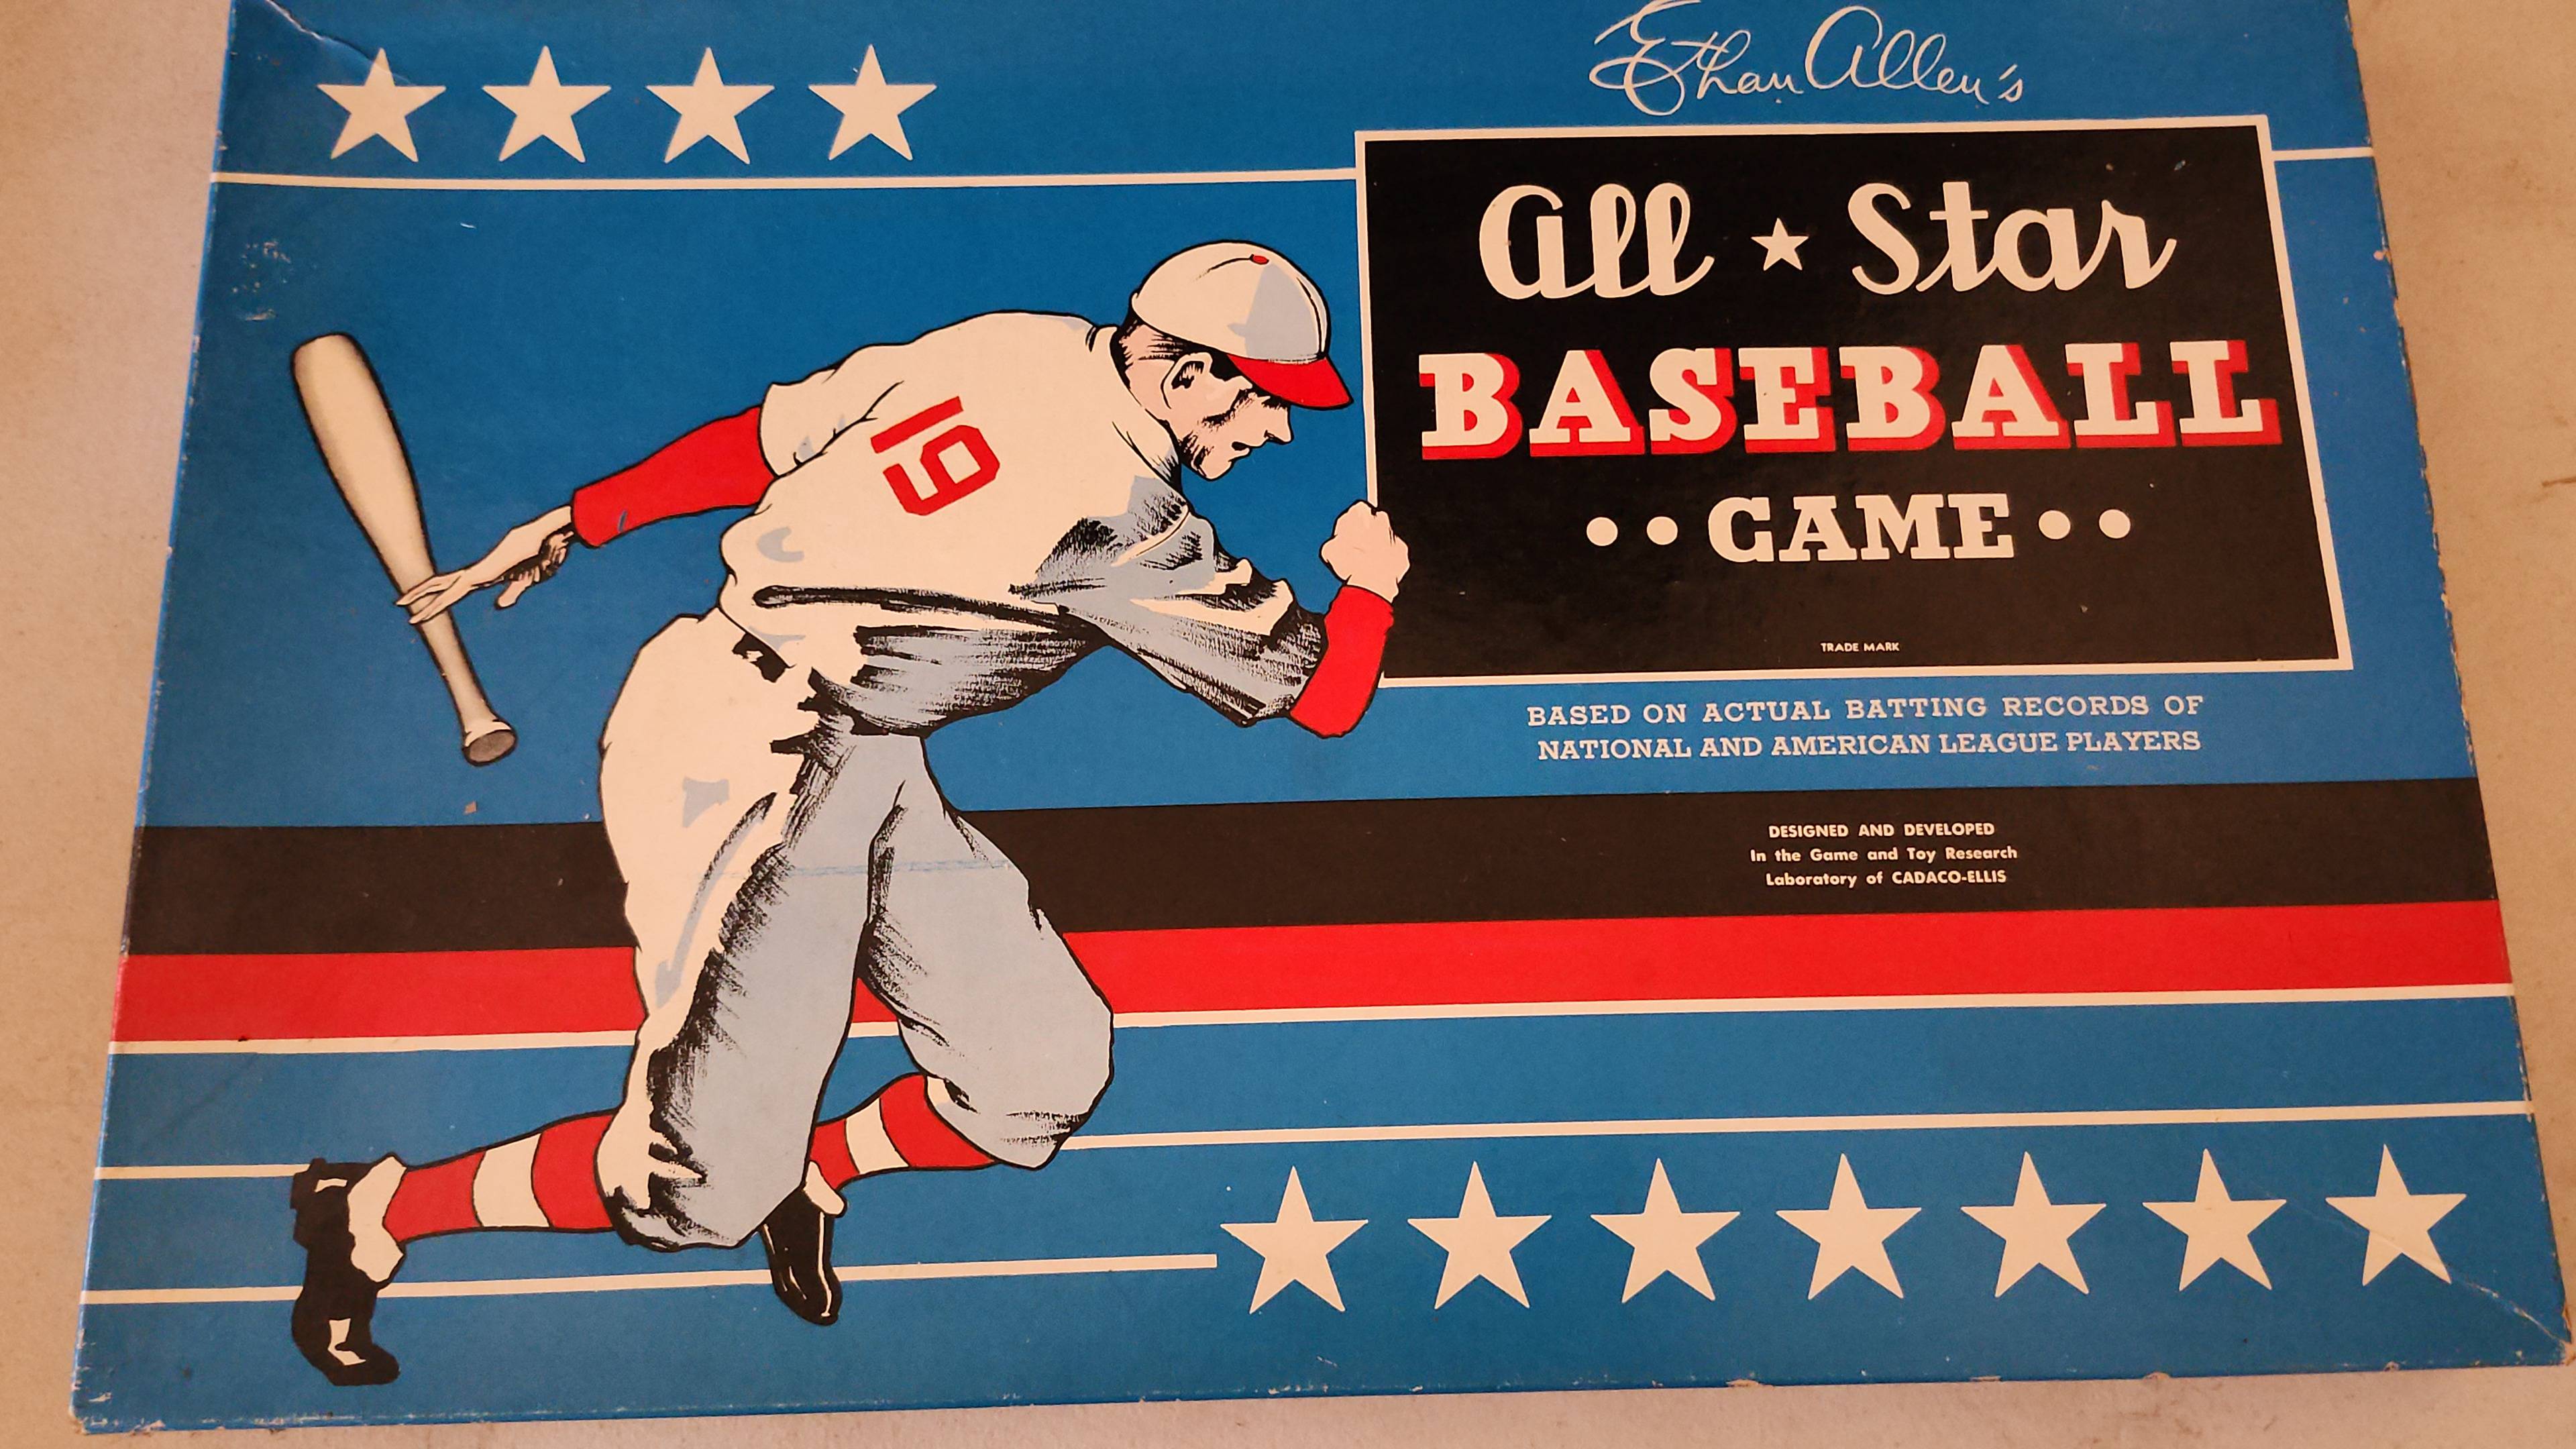 Ethan Allen's
All ★ Star
BASEBALL
•• GAME ••
TRADE MARK
BASED ON ACTUAL BATTING RECORDS OF
NATIONAL AND AMERICAN LEAGUE PLAYERS
DESIGNED AND DEVELOPED
In the Game and Toy Research
Laboratory of CADACO-ELLIS
19